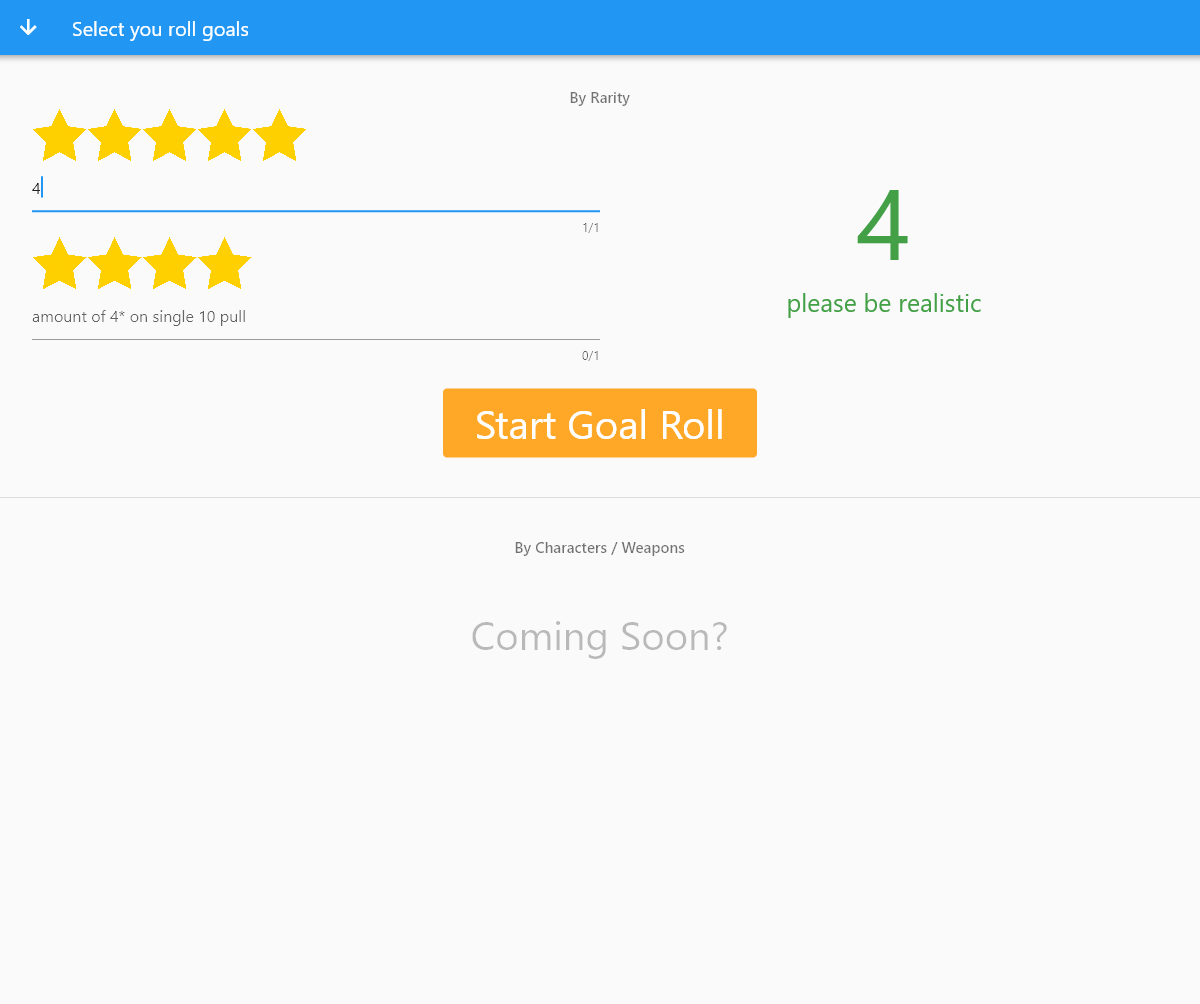 Select you roll goals
By Rarity
4
1/1
amount of 4* on single 10 pull
0/1
4
please be realistic
Start Goal Roll
By Characters / Weapons
Coming Soon?